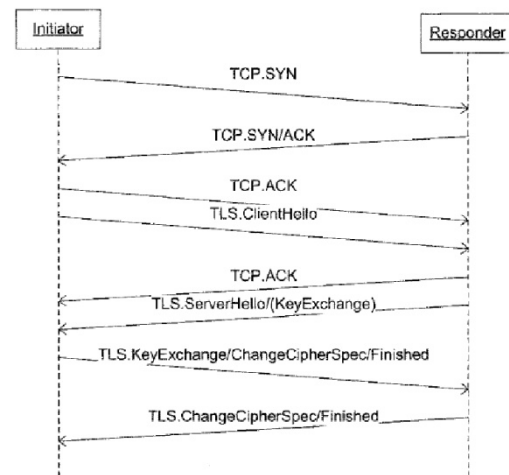 Initiator
Responder
TCP.SYN
TCP.SYN/ACK
TCP.ACK
TLS.ClientHello
TCP.ACK
TLS.ServerHello/(KeyExchange)
TLS.KeyExchange/ChangeCipherSpec/Finished
TLS.ChangeCipherSpec/Finished